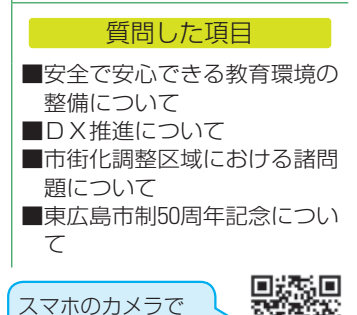 質問した項目
■安全で安心できる教育環境の
整備について
■ＤＸ推進について
■市街化調整区域における諸問
題について
■東広島市制50周年記念につい
て
スマホのカメラで